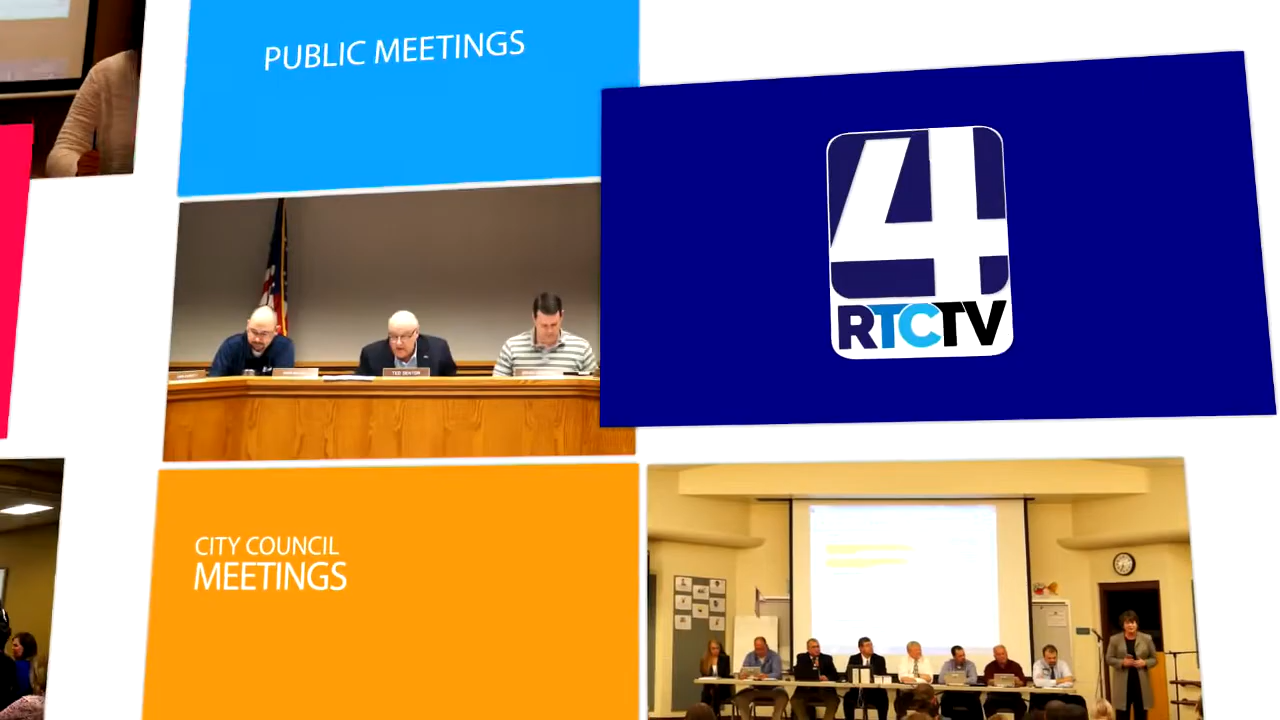 PUBLIC MEETINGS
4
RTCTV
TED DENTON
CITY COUNCIL
MEETINGS